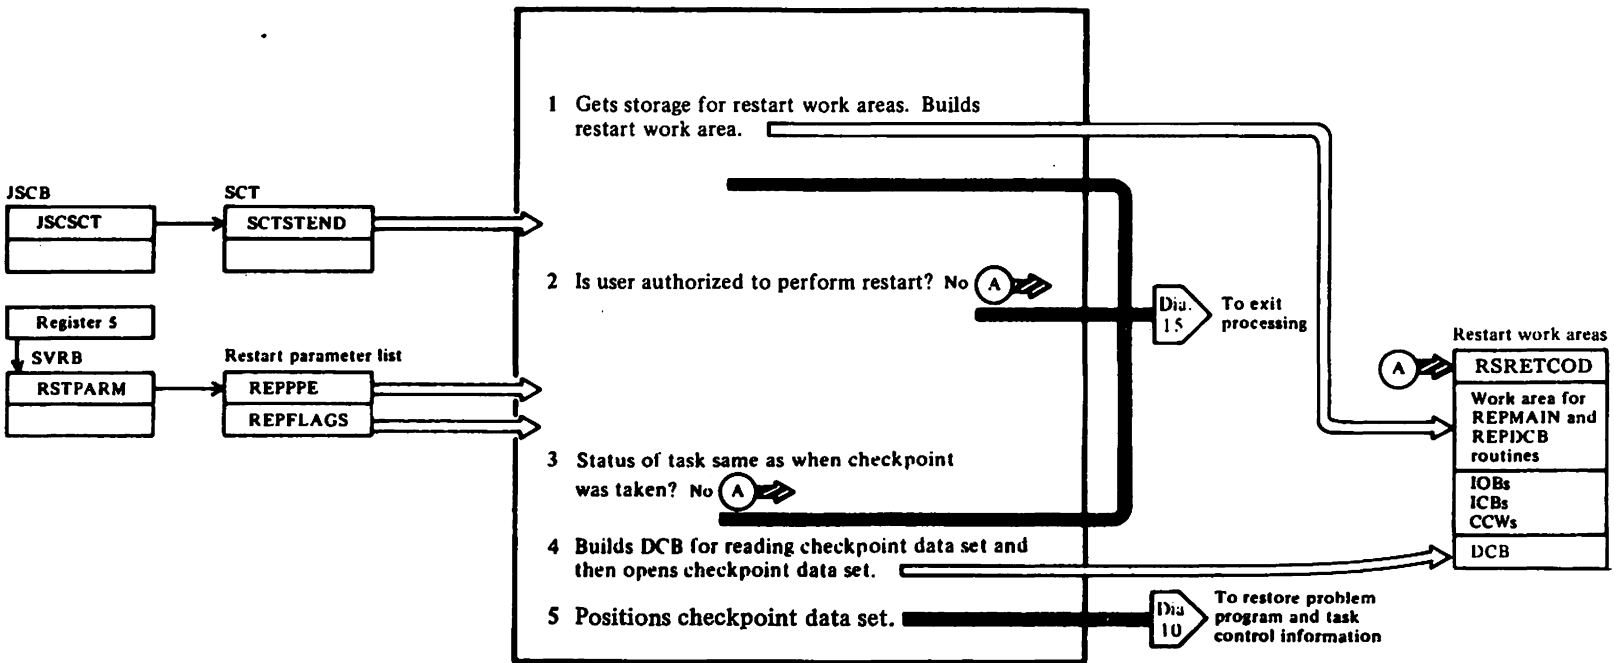 1 Gets storage for restart work areas. Builds
restart work area.
JSCB
JSCSCT
SCT
SCTSTEND
2 Is user authorized to perform restart? No A
Dia.
15
To exit
processing
Register 5
SVRB
RSTPARM
Restart parameter list
REPPPE
REPFLAGS
Restart work areas
A
RSRETCOD
Work area for
REPMAIN and
REPDCB
routines
IOBs
ICBs
CCWs
DCB
3 Status of task same as when checkpoint
was taken? No A
4 Builds DCB for reading checkpoint data set and
then opens checkpoint data set.
5 Positions checkpoint data set.
Dia
10
To restore problem
program and task
control information